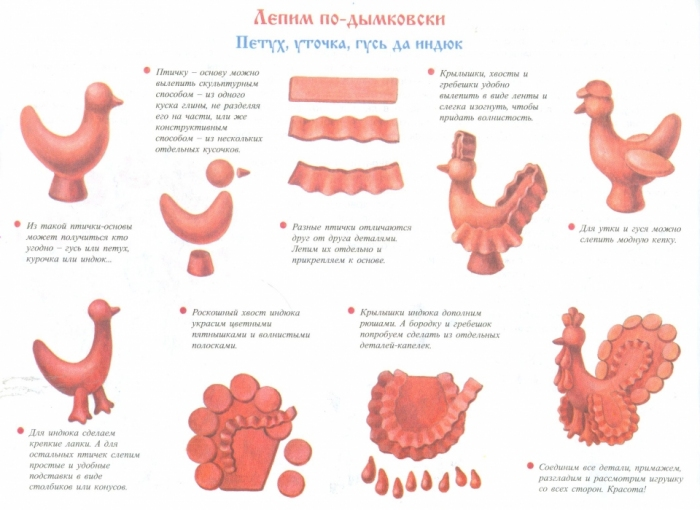 Лепим по-дымковски
Петух, уточка, гусь да индюк
Птичку – основу можно
вылепить скульптурным
способом – из одного
куска глины, не разделяя
его на части, или же
конструктивным
способом – из нескольких
отдельных кусочков.
Крылышки, хвосты и
гребешки удобно
вылепить в виде ленты и
слегка изогнуть, чтобы
придать волнистость.
Из такой птички-основы
может получиться кто
угодно – гусь или петух,
курочка или индюк...
Разные птички отличаются
друг от друга деталями.
Лепим их отдельно и
прикрепляем к основе.
Для утки и гуся можно
слепить модную кепку.
Роскошный хвост индюка
украсим цветными
пятнышками и волнистыми
полосками.
Крылышки индюка дополним
рюшами. А бородку и гребешок
попробуем сделать из отдельных
деталей-капелек.
Для индюка сделаем
крепкие лапки. А для
остальных птичек слепим
простые и удобные
подставки в виде
столбиков или конусов.
Соединим все детали, примажем,
разгладим и рассмотрим игрушку
со всех сторон. Красота!